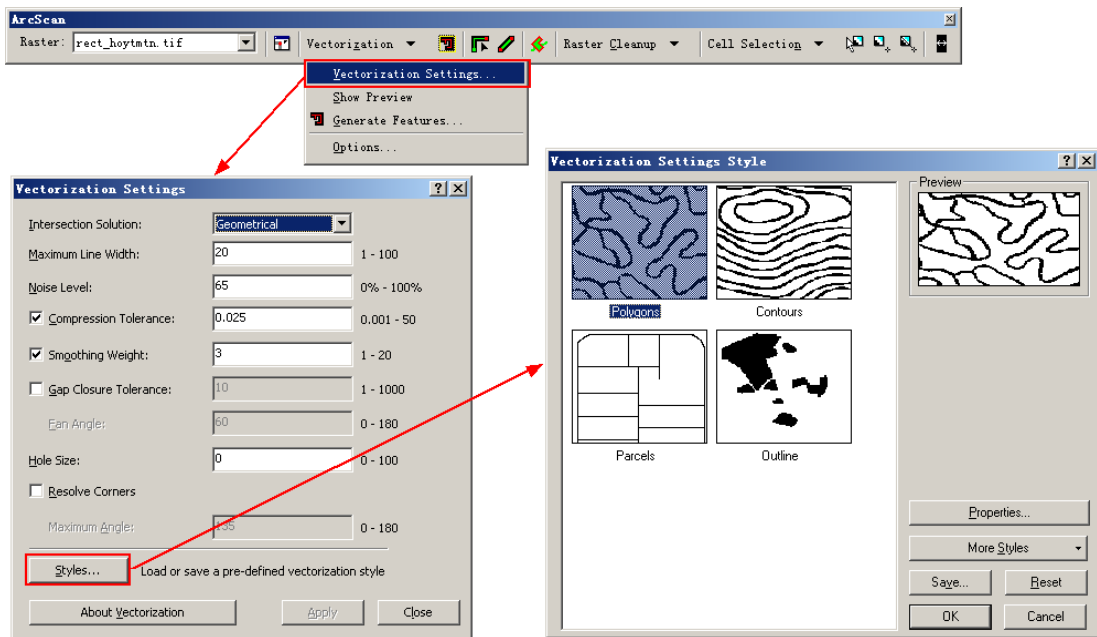 ArcScan
Raster: rect_hoytmtn.tif Vectorization Raster Cleanup Cell Selection
Vectorization Settings...
Show Preview
Generate Features...
Options...
Vectorization Settings
Intersection Solution: Geometrical
Maximum Line Width: 20 1 - 100
Noise Level: 65 0% - 100%
Compression Tolerance: 0.025 0.001 - 50
Smoothing Weight: 3 1 - 20
Gap Closure Tolerance: 10 1 - 1000
Fan Angle: 60 0 - 180
Hole Size: 0 0 - 100
Resolve Corners
Maximum Angle: 135 0 - 180
Styles... Load or save a pre-defined vectorization style
About Vectorization Apply Close
Vectorization Settings Style
Polygons Contours
Parcels Outline
Preview
Properties...
More Styles
Save... Reset
OK Cancel